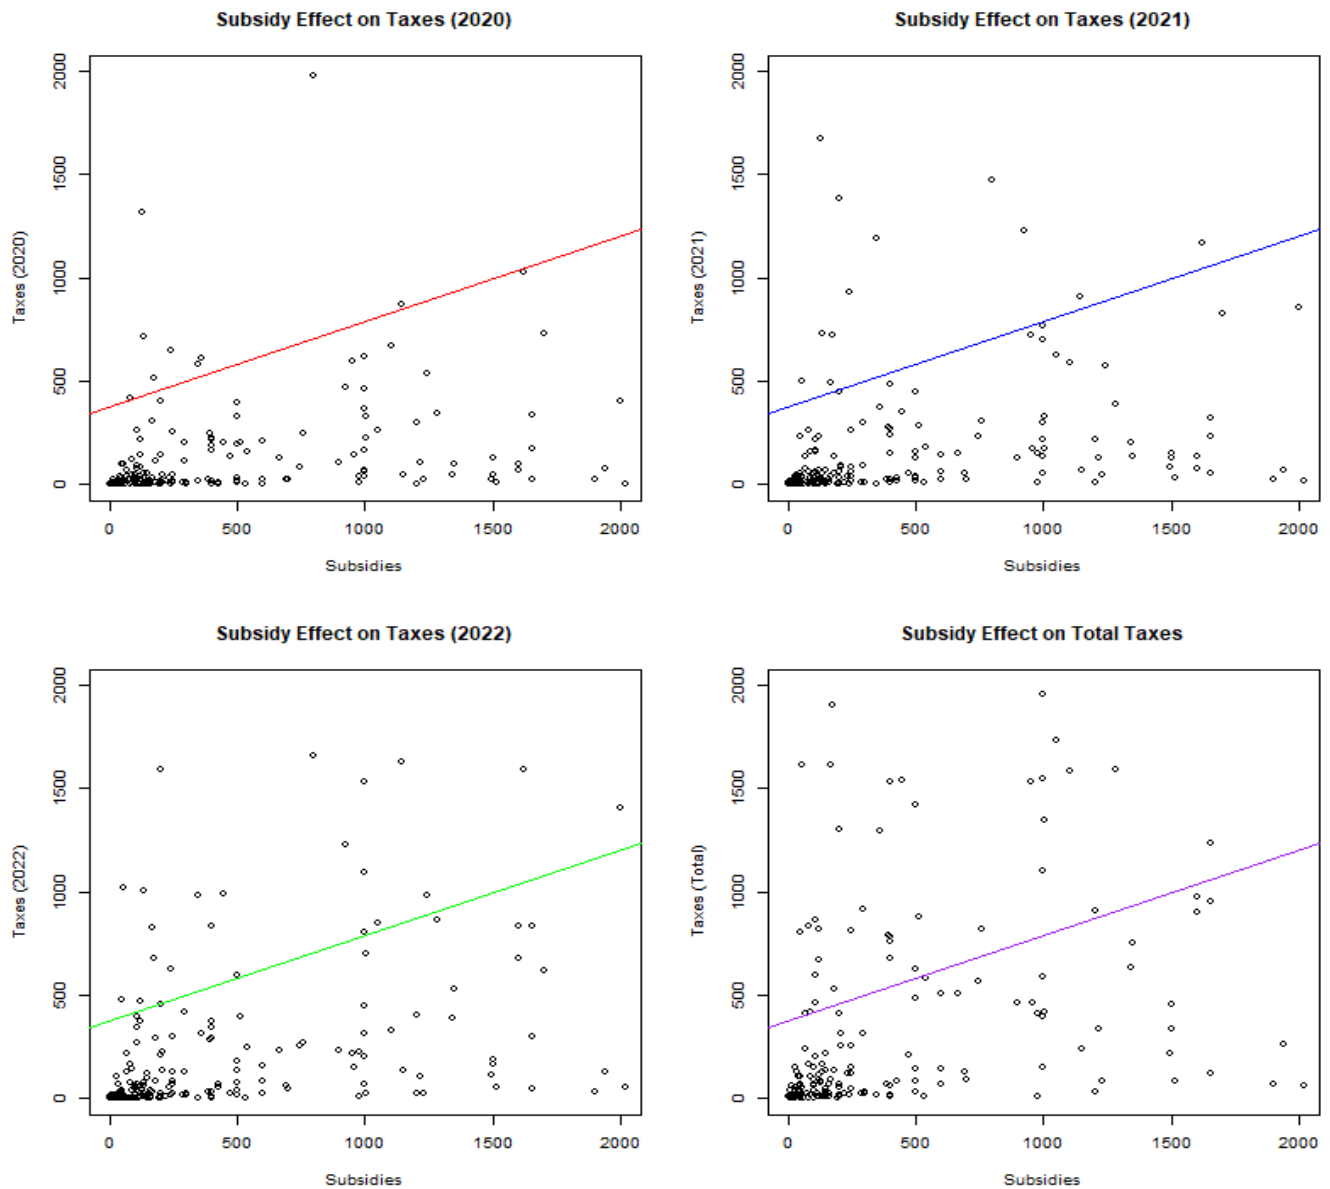 Subsidy Effect on Taxes (2020)
Taxes (2020)
2000
1500
1000
500
0
0 500 1000 1500 2000
Subsidies
Subsidy Effect on Taxes (2021)
Taxes (2021)
2000
1500
1000
500
0
0 500 1000 1500 2000
Subsidies
Subsidy Effect on Taxes (2022)
Taxes (2022)
2000
1500
1000
500
0
0 500 1000 1500 2000
Subsidies
Subsidy Effect on Total Taxes
Taxes (Total)
2000
1500
1000
500
0
0 500 1000 1500 2000
Subsidies